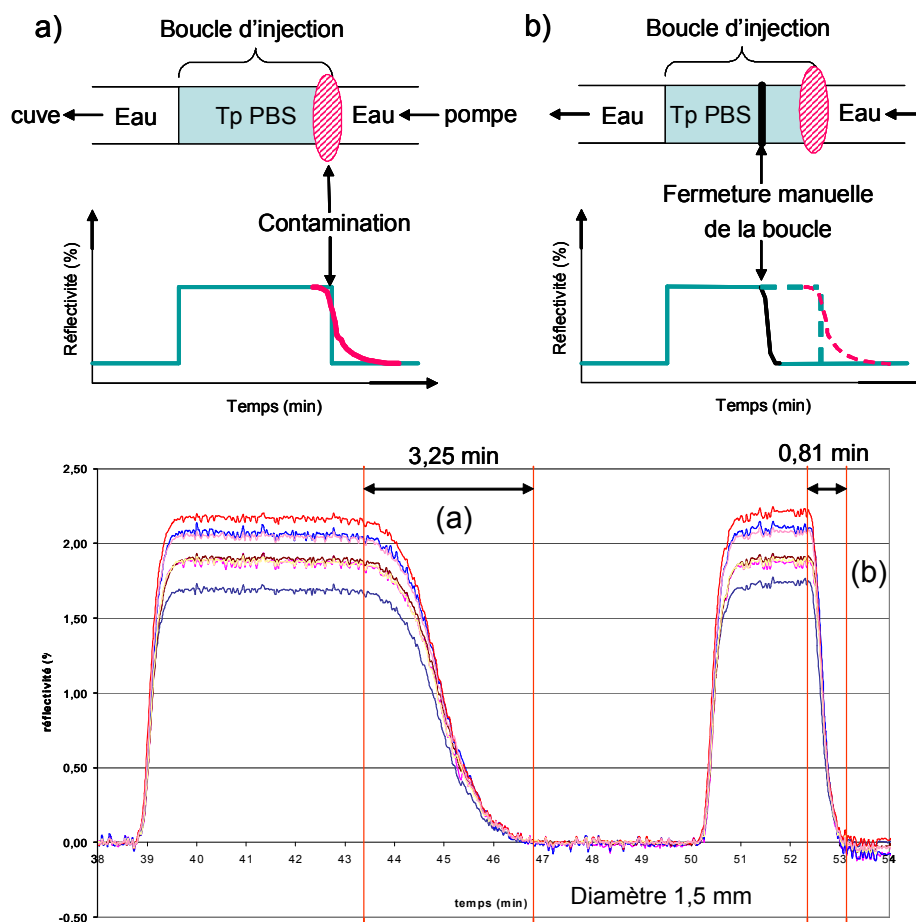 a)
Boucle d'injection
cuve
Eau
Tp PBS
Eau
pompe
Contamination
Réflectivité (%)
Temps (min)
b)
Boucle d'injection
Tp PBS
Eau
Fermeture manuelle
de la boucle
Réflectivité (%)
Temps (min)
3,25 min
0,81 min
(a)
(b)
2,50
2,00
1,50
1,00
0,50
0,00
-0,50
réflectivité (%
38 39 40 41 42 43 44 45 46 47 48 49 50 51 52 53 54
temps (min)
Diamètre 1,5 mm